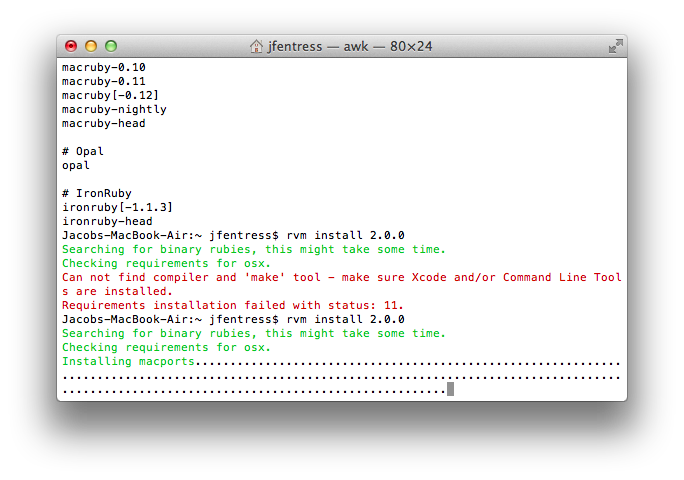 jfentress — awk — 80×24
macruby-0.10
macruby-0.11
macruby[-0.12]
macruby-nightly
macruby-head
# Opal
opal
# IronRuby
ironruby[-1.1.3]
ironruby-head
Jacobs-MacBook-Air:~ jfentress$ rvm install 2.0.0
Searching for binary rubies, this might take some time.
Checking requirements for osx.
Can not find compiler and 'make' tool - make sure Xcode and/or Command Line Tool
s are installed.
Requirements installation failed with status: 11.
Jacobs-MacBook-Air:~ jfentress$ rvm install 2.0.0
Searching for binary rubies, this might take some time.
Checking requirements for osx.
Installing macports.............................................................
................................................................................
.......................................................